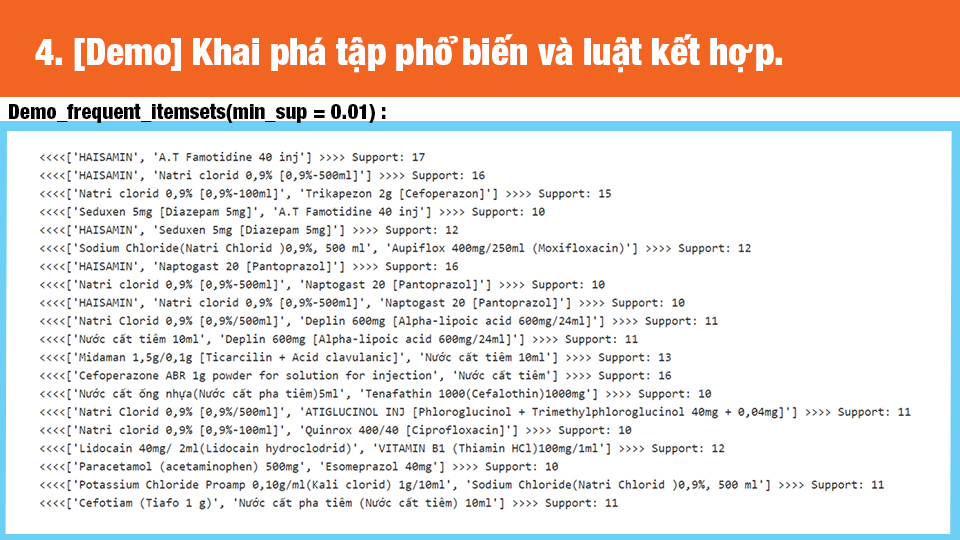 4. [Demo] Khai phá tập phổ biến và luật kết hợp.
Demo_frequent_itemsets(min_sup = 0.01) :
<<<<['HAISAMIN', 'A.T Famotidine 40 inj'] >>>> Support: 17
<<<<['HAISAMIN', 'Natri clorid 0,9% [0,9%-500ml]'] >>>> Support: 16
<<<<['Natri clorid 0,9% [0,9%-100ml]', 'Trikapezon 2g [Cefoperazon]'] >>>> Support: 15
<<<<['Seduxen 5mg [Diazepam 5mg]', 'A.T Famotidine 40 inj'] >>>> Support: 10
<<<<['HAISAMIN', 'Seduxen 5mg [Diazepam 5mg]'] >>>> Support: 12
<<<<['Sodium Chloride(Natri Chlorid )0,9%, 500 ml', 'Aupiflox 400mg/250ml (Moxifloxacin)'] >>>> Support: 12
<<<<['HAISAMIN', 'Naptogast 20 [Pantoprazol]'] >>>> Support: 16
<<<<['Natri clorid 0,9% [0,9%-500ml]', 'Naptogast 20 [Pantoprazol]'] >>>> Support: 10
<<<<['HAISAMIN', 'Natri clorid 0,9% [0,9%-500ml]', 'Naptogast 20 [Pantoprazol]'] >>>> Support: 10
<<<<['Natri Clorid 0,9% [0,9%/500ml]', 'Deplin 600mg [Alpha-lipoic acid 600mg/24ml]'] >>>> Support: 11
<<<<['Nước cất tiêm 10ml', 'Deplin 600mg [Alpha-lipoic acid 600mg/24ml]'] >>>> Support: 11
<<<<['Midaman 1,5g/0,1g [Ticarcilin + Acid clavulanic]', 'Nước cất tiêm 10ml'] >>>> Support: 13
<<<<['Cefoperazone ABR 1g powder for solution for injection', 'Nước cất tiêm'] >>>> Support: 16
<<<<['Nước cất ống nhựa(Nước cất pha tiêm)5ml', 'Tenafathin 1000(Cefalothin)1000mg'] >>>> Support: 10
<<<<['Natri Clorid 0,9% [0,9%/500ml]', 'ATIGLUCINOL INJ [Phloroglucinol + Trimethylphloroglucinol 40mg + 0,04mg]'] >>>> Support: 11
<<<<['Natri clorid 0,9% [0,9%-100ml]', 'Quinrox 400/40 [Ciprofloxacin]'] >>>> Support: 10
<<<<['Lidocain 40mg/ 2ml(Lidocain hydroclodrid)', 'VITAMIN B1 (Thiamin HCl)100mg/1ml'] >>>> Support: 12
<<<<['Paracetamol (acetaminophen) 500mg', 'Esomeprazol 40mg'] >>>> Support: 10
<<<<['Potassium Chloride Proamp 0,10g/ml(Kali clorid) 1g/10ml', 'Sodium Chloride(Natri Chlorid )0,9%, 500 ml'] >>>> Support: 11
<<<<['Cefotiam (Tiafo 1 g)', 'Nước cất pha tiêm (Nước cất tiêm) 10ml'] >>>> Support: 11